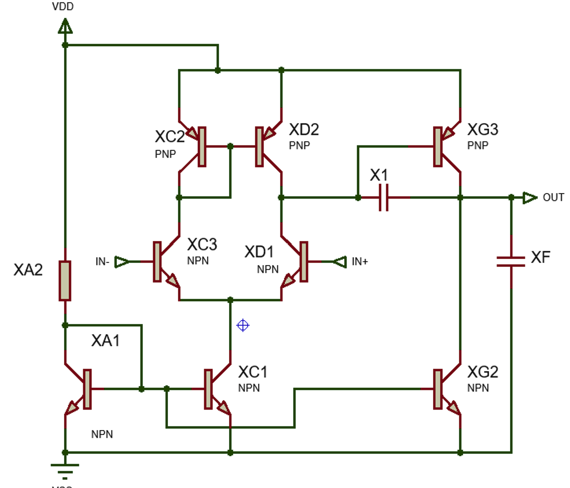 VDD
XC2
PNP
XD2
PNP
XG3
PNP
X1
OUT
XC3
NPN
IN-
XD1
NPN
IN+
XF
XA2
XA1
NPN
XC1
NPN
XG2
NPN